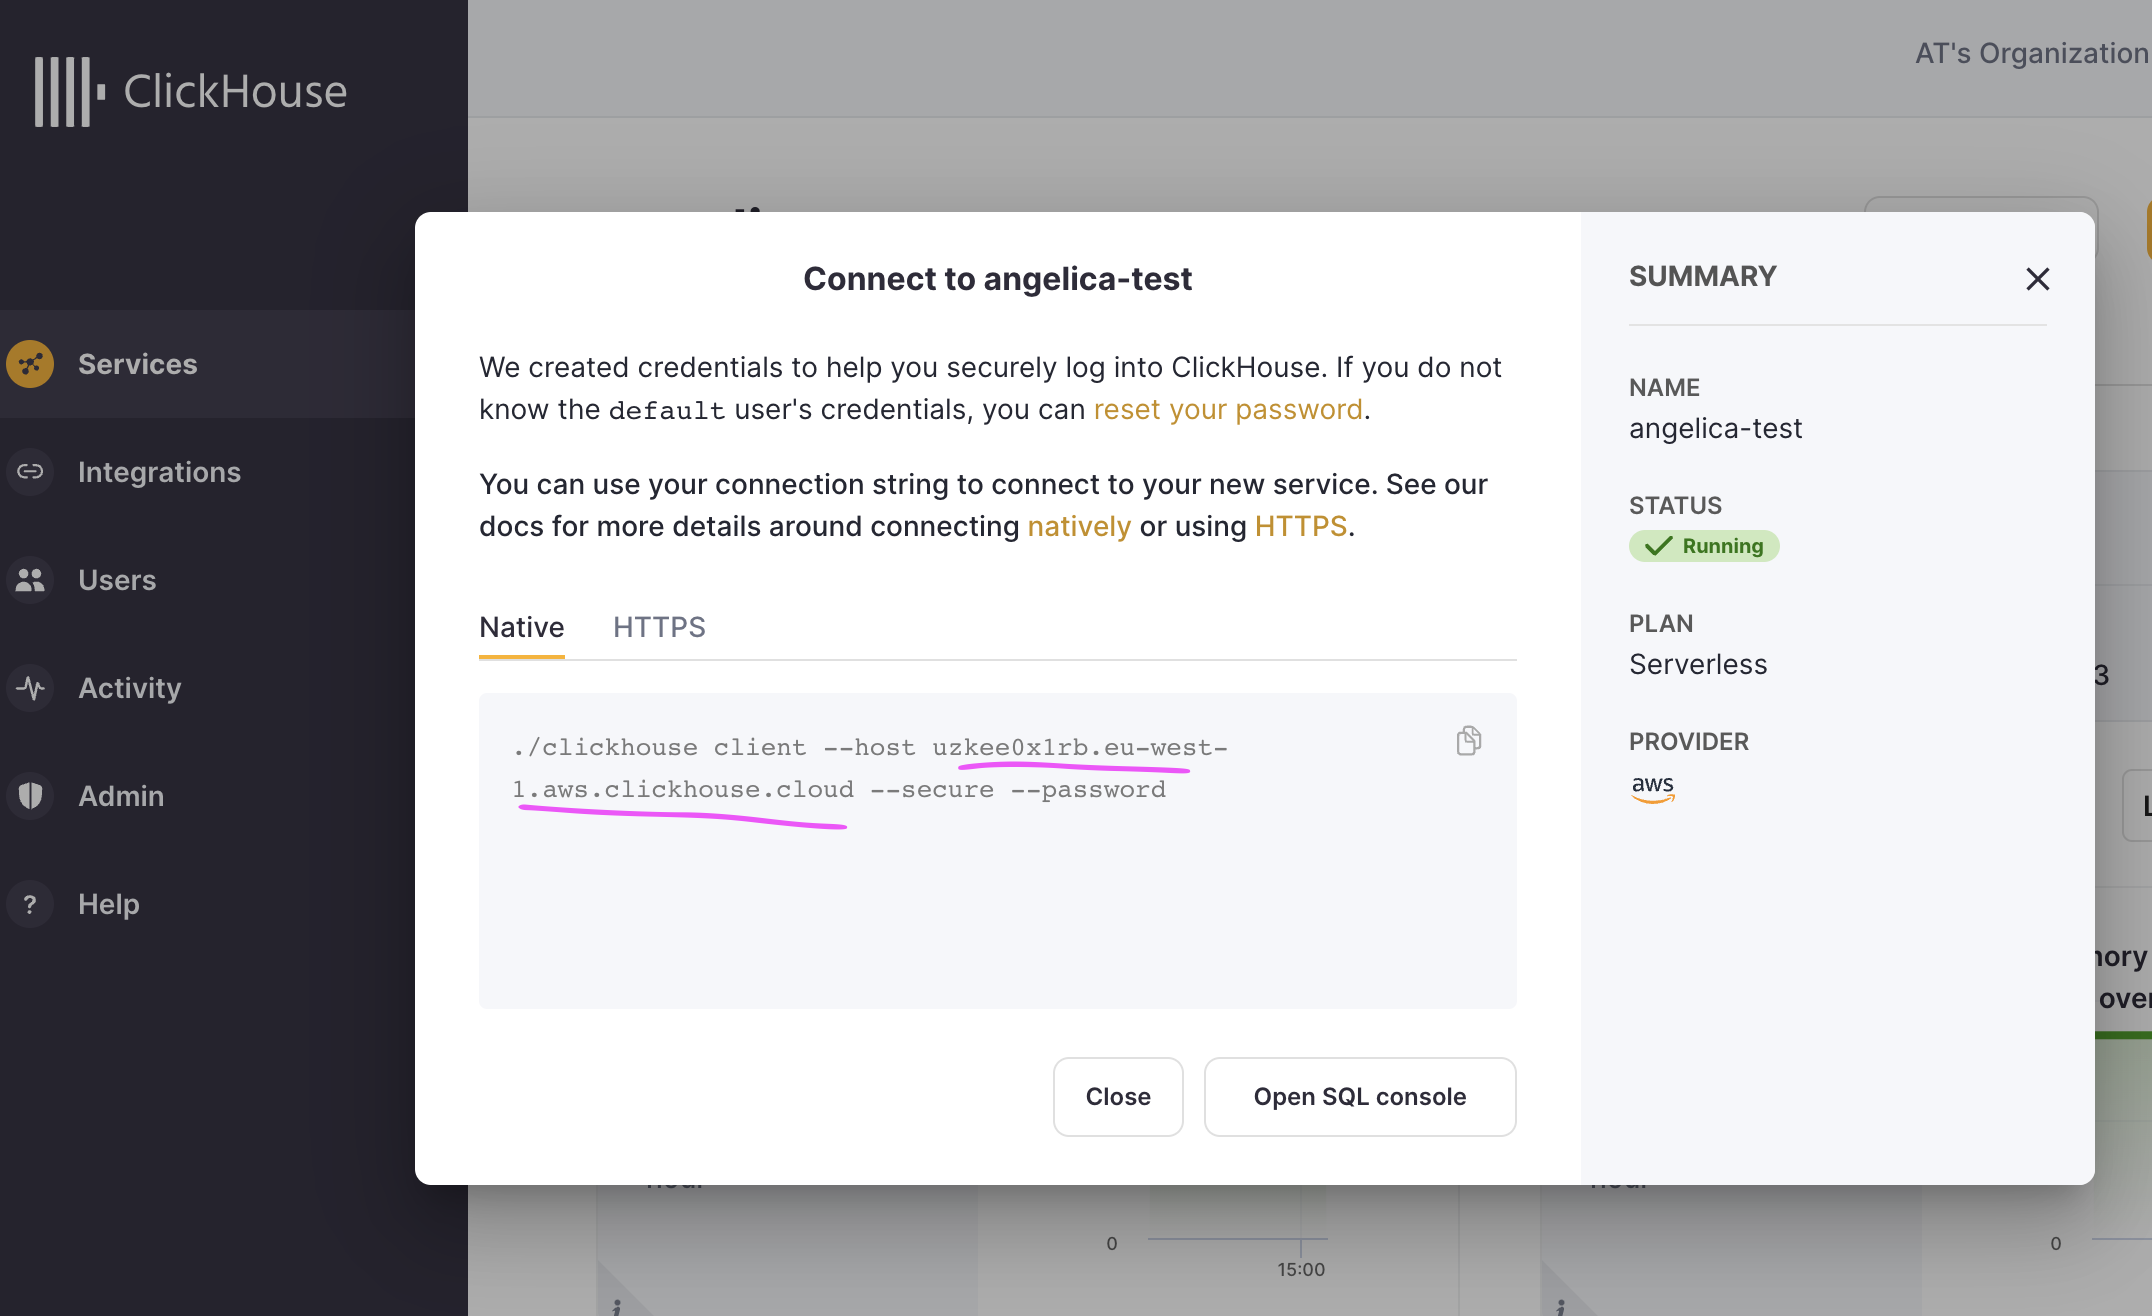 ClickHouse
AT's Organization
Services
Integrations
Users
Activity
Admin
Help
Connect to angelica-test
We created credentials to help you securely log into ClickHouse. If you do not
know the default user's credentials, you can reset your password.
You can use your connection string to connect to your new service. See our
docs for more details around connecting natively or using HTTPS.
Native HTTPS
./clickhouse client --host uzkee0x1rb.eu-west-
1.aws.clickhouse.cloud --secure --password
Close Open SQL console
SUMMARY
NAME
angelica-test
STATUS
Running
PLAN
Serverless
PROVIDER
aws
3
0
15:00
0